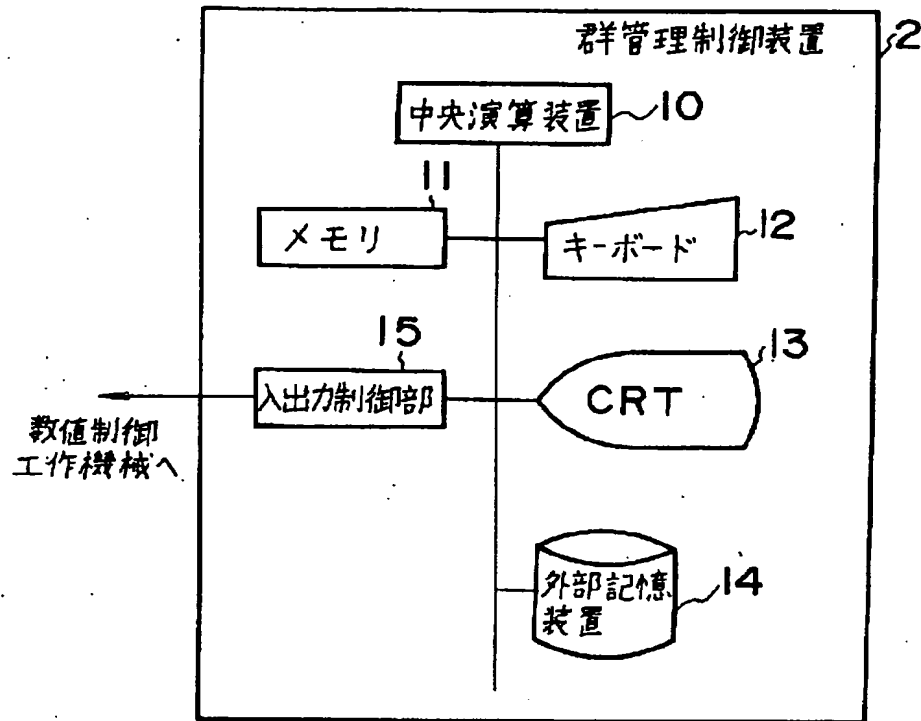 群管理制御装置
2
中央演算装置
10
11
メモリ
キーボード
12
15
入出力制御部
CRT
13
数値制御
工作機械へ
外部記憶
装置
14